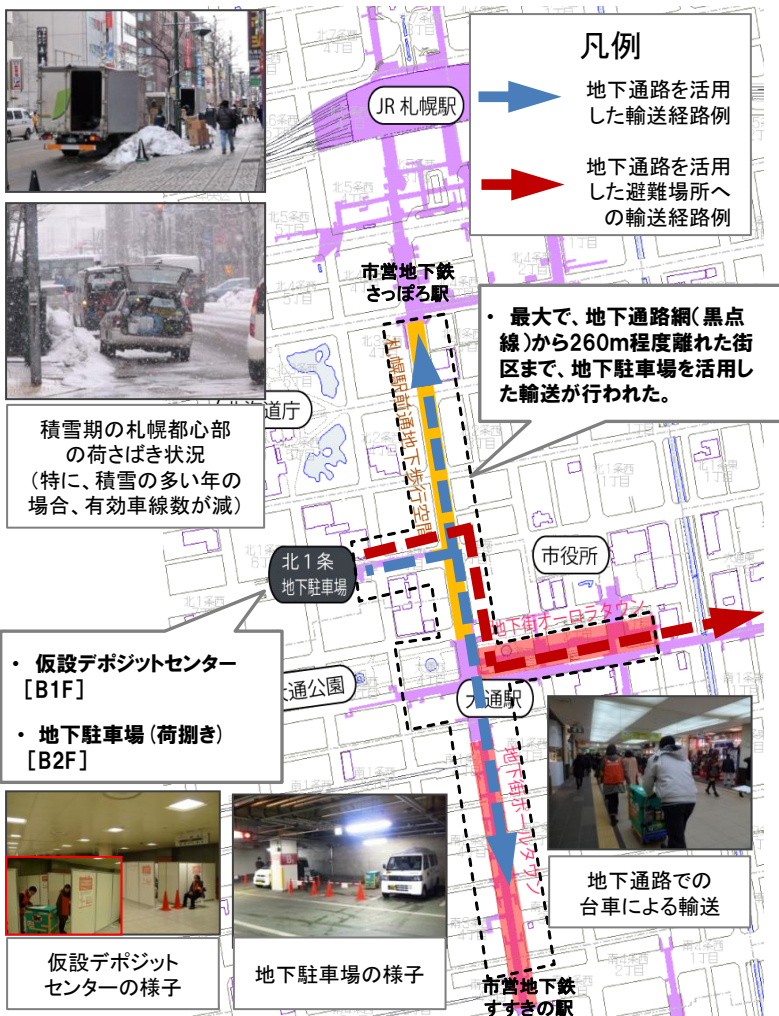 凡例
地下通路を活用
した輸送経路例
地下通路を活用
した避難場所へ
の輸送経路例
JR 札幌駅
市営地下鉄
さっぽろ駅
・ 最大で、地下通路網(黒点
線)から260m程度離れた街
区まで、地下駐車場を活用し
た輸送が行われた。
積雪期の札幌都心部
の荷さばき状況
(特に、積雪の多い年の
場合、有効車線数が減)
道庁
札幌駅前通地下歩行空間
北1条
地下駐車場
市役所
地下街オーロラタウン
・ 仮設デポジットセンター
[B1F]
・ 地下駐車場(荷捌き)
[B2F]
通公園
大通駅
地下街ポールタウン
地下通路での
台車による輸送
仮設デポジット
センターの様子
地下駐車場の様子
市営地下鉄
すすきの駅